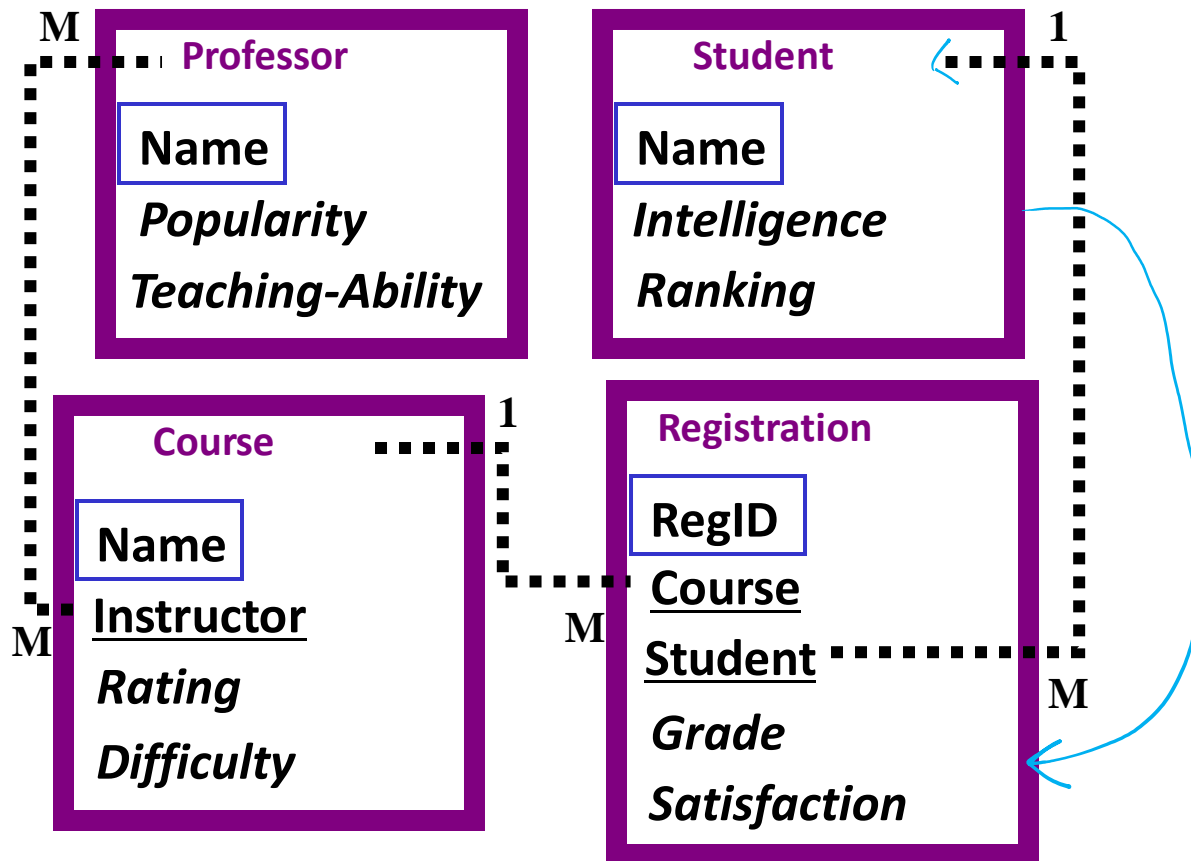 M
Professor
Name
Popularity
Teaching-Ability
Student
1
Name
Intelligence
Ranking
Course
1
Name
M
Instructor
Rating
Difficulty
Registration
RegID
M
Course
Student
M
Grade
Satisfaction